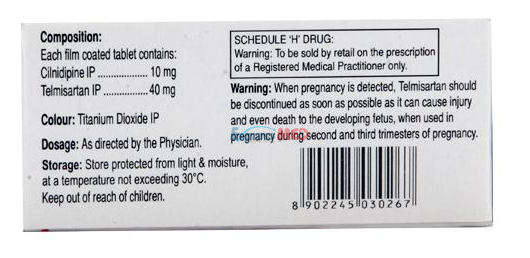 Composition:
Each film coated tablet contains:
Cilnidipine IP .................. 10 mg
Telmisartan IP ................. 40 mg
Colour: Titanium Dioxide IP
Dosage: As directed by the Physician.
Storage: Store protected from light & moisture,
at a temperature not exceeding 30°C.
Keep out of reach of children.
SCHEDULE 'H' DRUG:
Warning: To be sold by retail on the prescription
of a Registered Medical Practitioner only.
Warning: When pregnancy is detected, Telmisartan should
be discontinued as soon as possible as it can cause injury
and even death to the developing fetus, when used in
pregnancy during second and third trimesters of pregnancy.
8 902245 030267